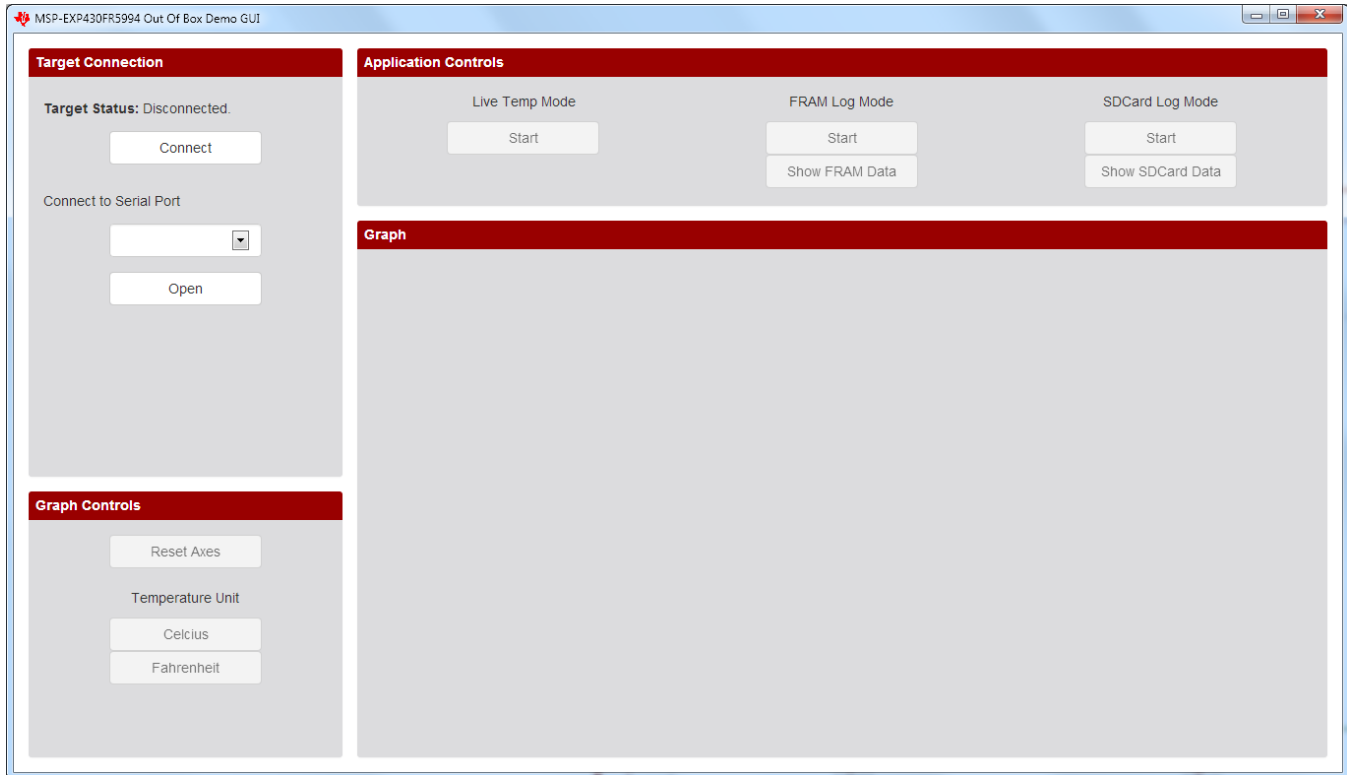 MSP-EXP430FR5994 Out Of Box Demo GUI
Target Connection
Target Status: Disconnected.
Connect
Connect to Serial Port
Open
Graph Controls
Reset Axes
Temperature Unit
Celcius
Fahrenheit
Application Controls
Live Temp Mode
Start
FRAM Log Mode
Start
Show FRAM Data
SDCard Log Mode
Start
Show SDCard Data
Graph